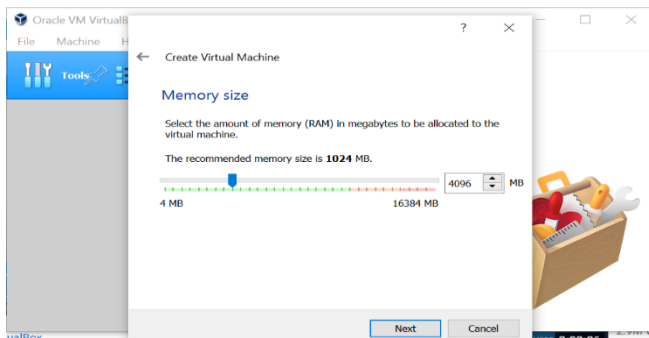 Oracle VM VirtualB
File Machine H
Tools
Create Virtual Machine
Memory size
Select the amount of memory (RAM) in megabytes to be allocated to the
virtual machine.
The recommended memory size is 1024 MB.
4096 MB
4 MB 16384 MB
Next Cancel
ualBox